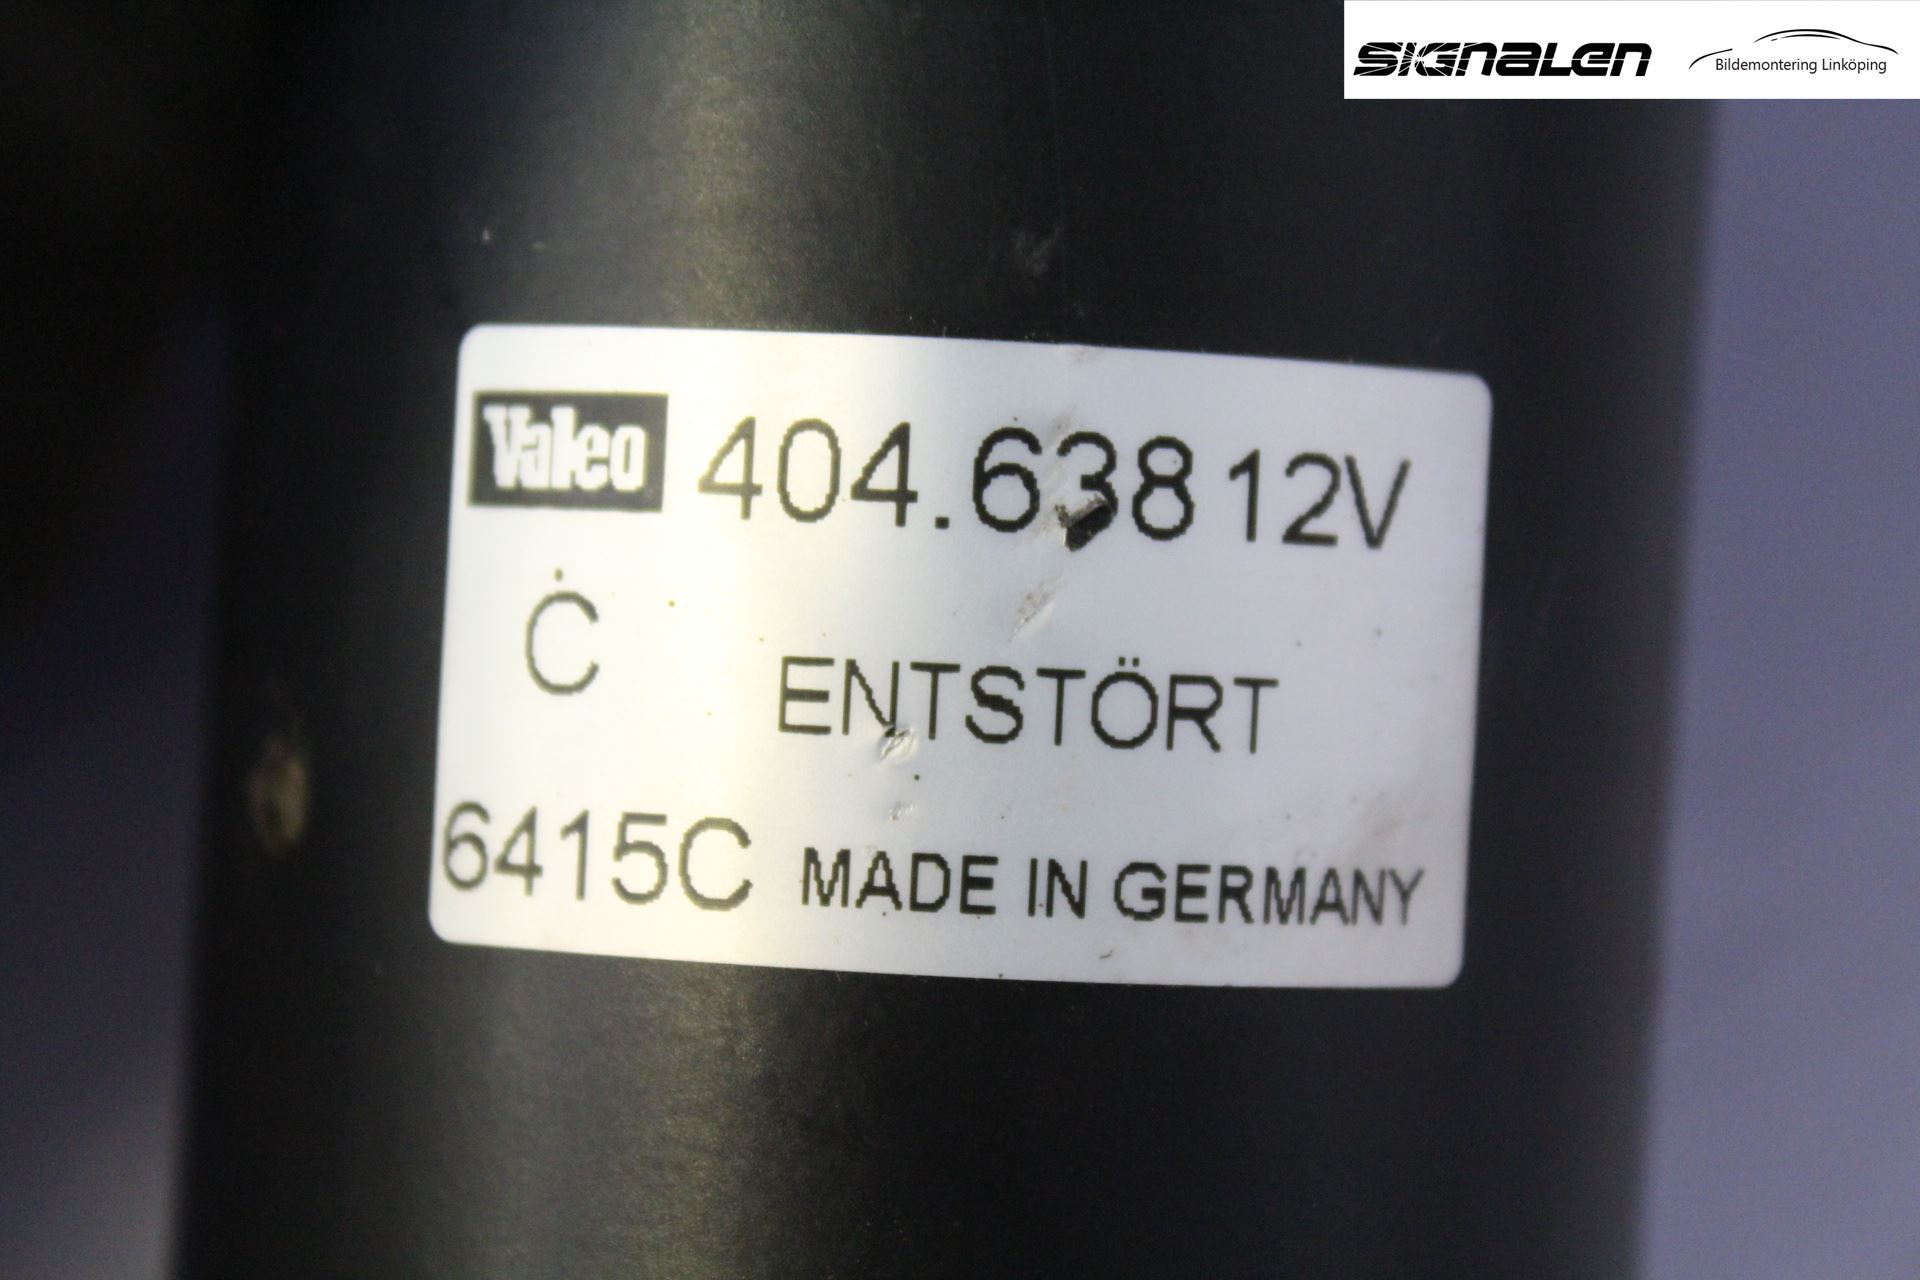 SIGNALEN
Bildemontering Linköping
Valeo 404.638 12V
C
ENTSTÖRT
6415C MADE IN GERMANY